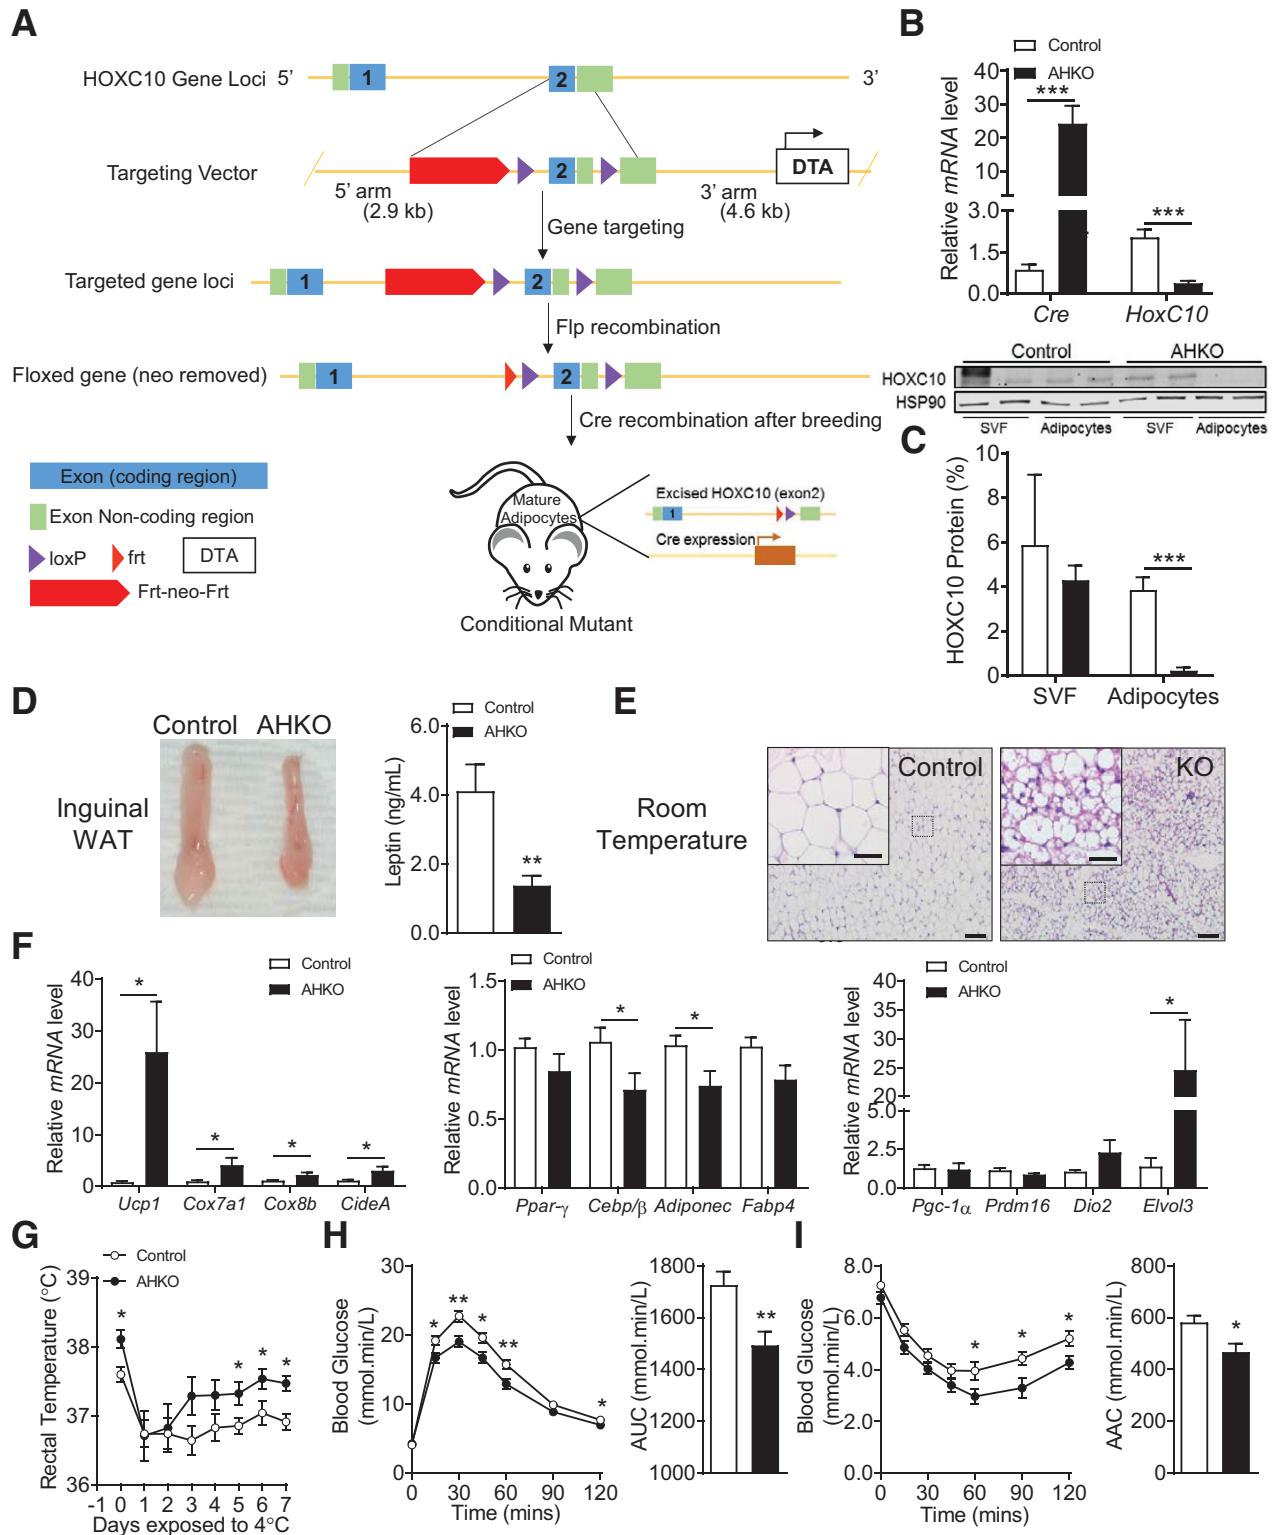 A
HOXC10 Gene Loci 5’ 1 2 3’
Targeting Vector 2 DTA
5’ arm
(2.9 kb)
3’ arm
(4.6 kb)
Gene targeting
Targeted gene loci 1 2
Flp recombination
Floxed gene (neo removed) 1 2
Cre recombination after breeding
Exon (coding region)
Exon Non-coding region
loxP frt DTA
Frt-neo-Frt
Mature
Adipocytes
Excised HOXC10 (exon2)
1
Cre expression
Conditional Mutant
B
Control
AHKO
Relative mRNA level
40
30
20
10
3.0
1.5
0.0
***
***
Cre HoxC10
Control AHKO
HOXC10
HSP90
SVF Adipocytes SVF Adipocytes
C
HOXC10 Protein (%)
10
8
6
4
2
0
***
SVF Adipocytes
D
Control AHKO
Inguinal
WAT
Control
AHKO
Leptin (ng/mL)
6.0
4.0
2.0
0.0
**
E
Room
Temperature
Control
KO
F
Control
AHKO
Relative mRNA level
40
30
20
10
0
*
*
*
*
Ucp1 Cox7a1 Cox8b CideA
Control
AHKO
Relative mRNA level
1.5
1.0
0.5
0.0
*
*
Ppar-γ Cebp/β Adiponec Fabp4
Control
AHKO
Relative mRNA level
40
35
30
25
20
5.0
2.5
0.0
*
Pgc-1α Prdm16 Dio2 Elvol3
G
Control
AHKO
Rectal Temperature (°C)
39
38
37
36
*
* * *
-1 0 1 2 3 4 5 6 7
Days exposed to 4°C
H
Blood Glucose
(mmol.min/L)
30
20
10
0
* ** * ** *
0 30 60 90 120
Time (mins)
AUC (mmol.min/L)
1800
1600
1400
1200
1000
**
I
Blood Glucose
(mmol.min/L)
8.0
6.0
4.0
2.0
0.0
* * *
0 30 60 90 120
Time (mins)
AAC (mmol.min/L)
800
600
400
200
0
*